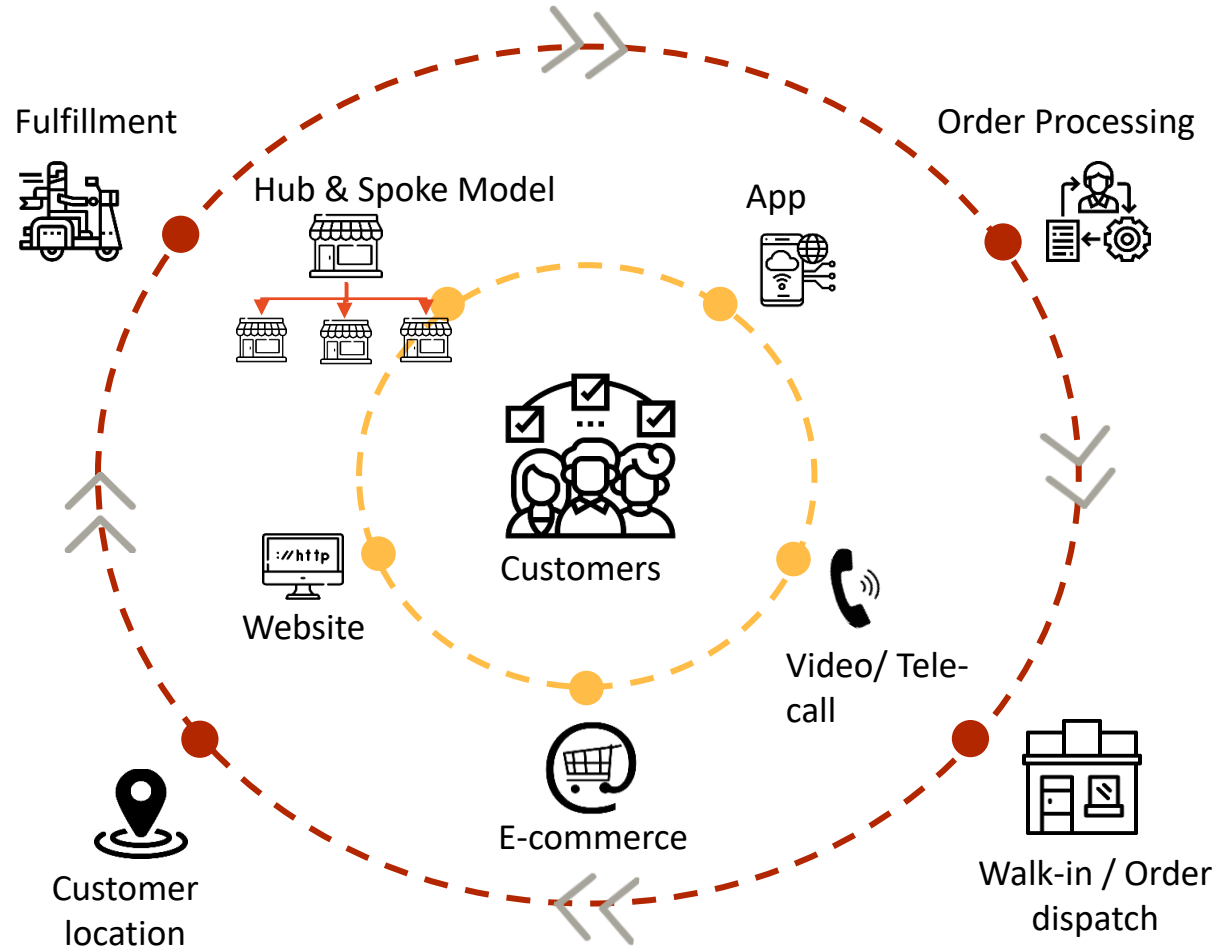 Fulfillment
Order Processing
Hub & Spoke Model
App
://http
Customers
Website
Video/ Tele-
call
E-commerce
Customer
location
Walk-in / Order
dispatch